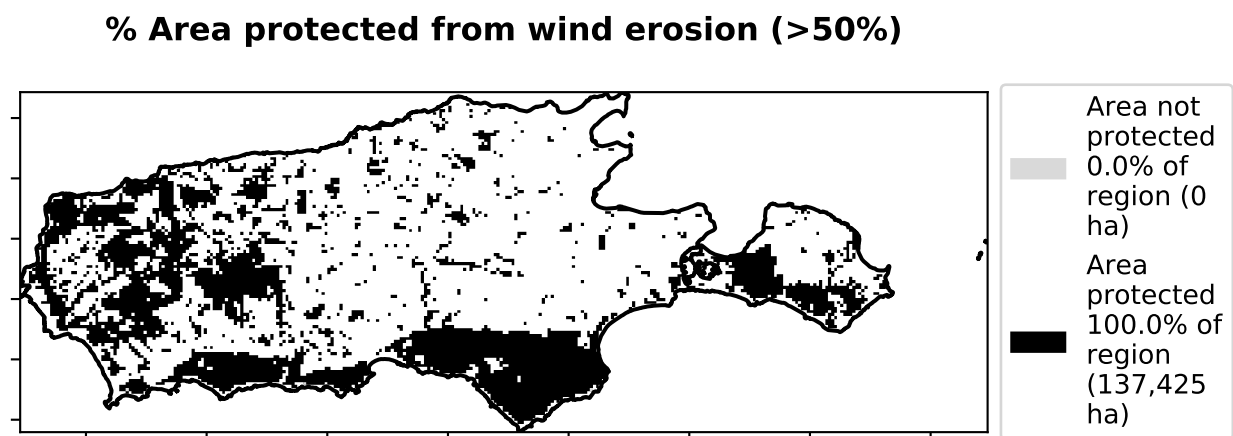 % Area protected from wind erosion (>50%)
Area not
protected
0.0% of
region (0
ha)
Area
protected
100.0% of
region
(137,425
ha)